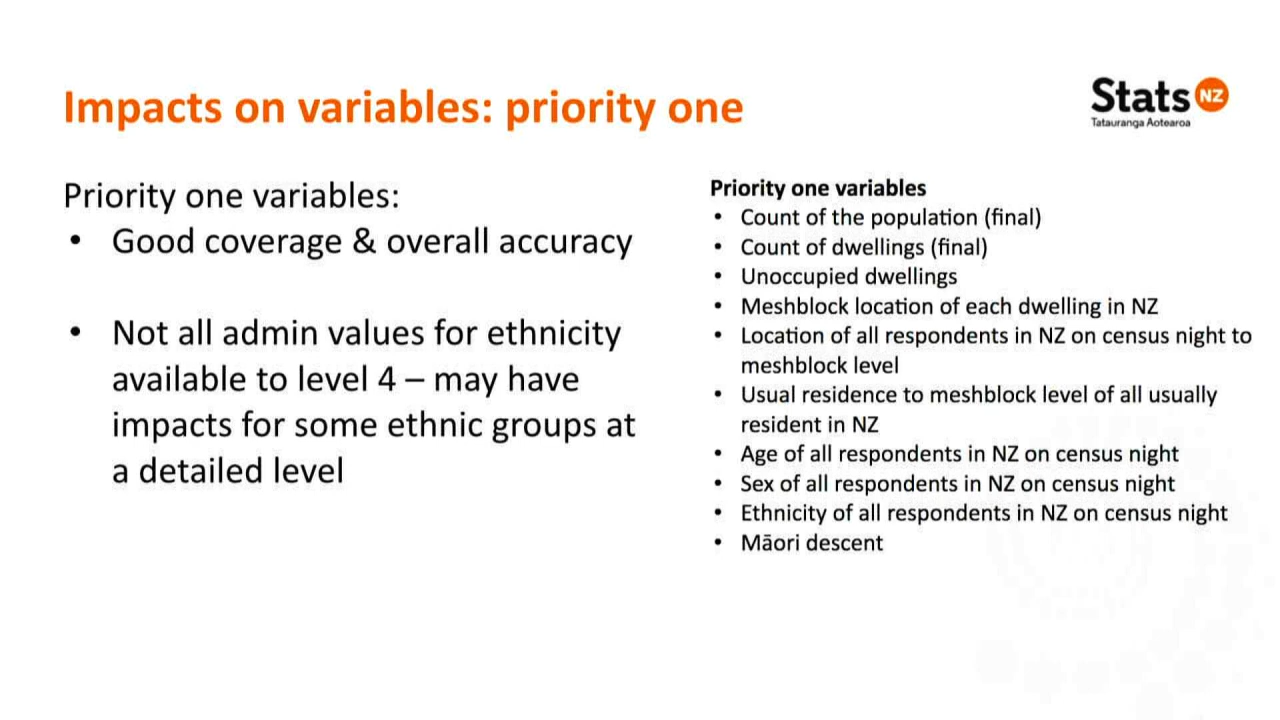 Impacts on variables: priority one
Stats NZ
Tatauranga Aotearoa
Priority one variables:
• Good coverage & overall accuracy
• Not all admin values for ethnicity
available to level 4 – may have
impacts for some ethnic groups at
a detailed level
Priority one variables
• Count of the population (final)
• Count of dwellings (final)
• Unoccupied dwellings
• Meshblock location of each dwelling in NZ
• Location of all respondents in NZ on census night to
meshblock level
• Usual residence to meshblock level of all usually
resident in NZ
• Age of all respondents in NZ on census night
• Sex of all respondents in NZ on census night
• Ethnicity of all respondents in NZ on census night
• Māori descent